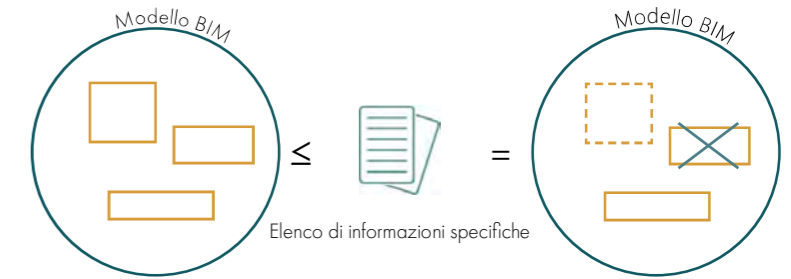 Modello BIM
Modello BIM
≤
=
Elenco di informazioni specifiche